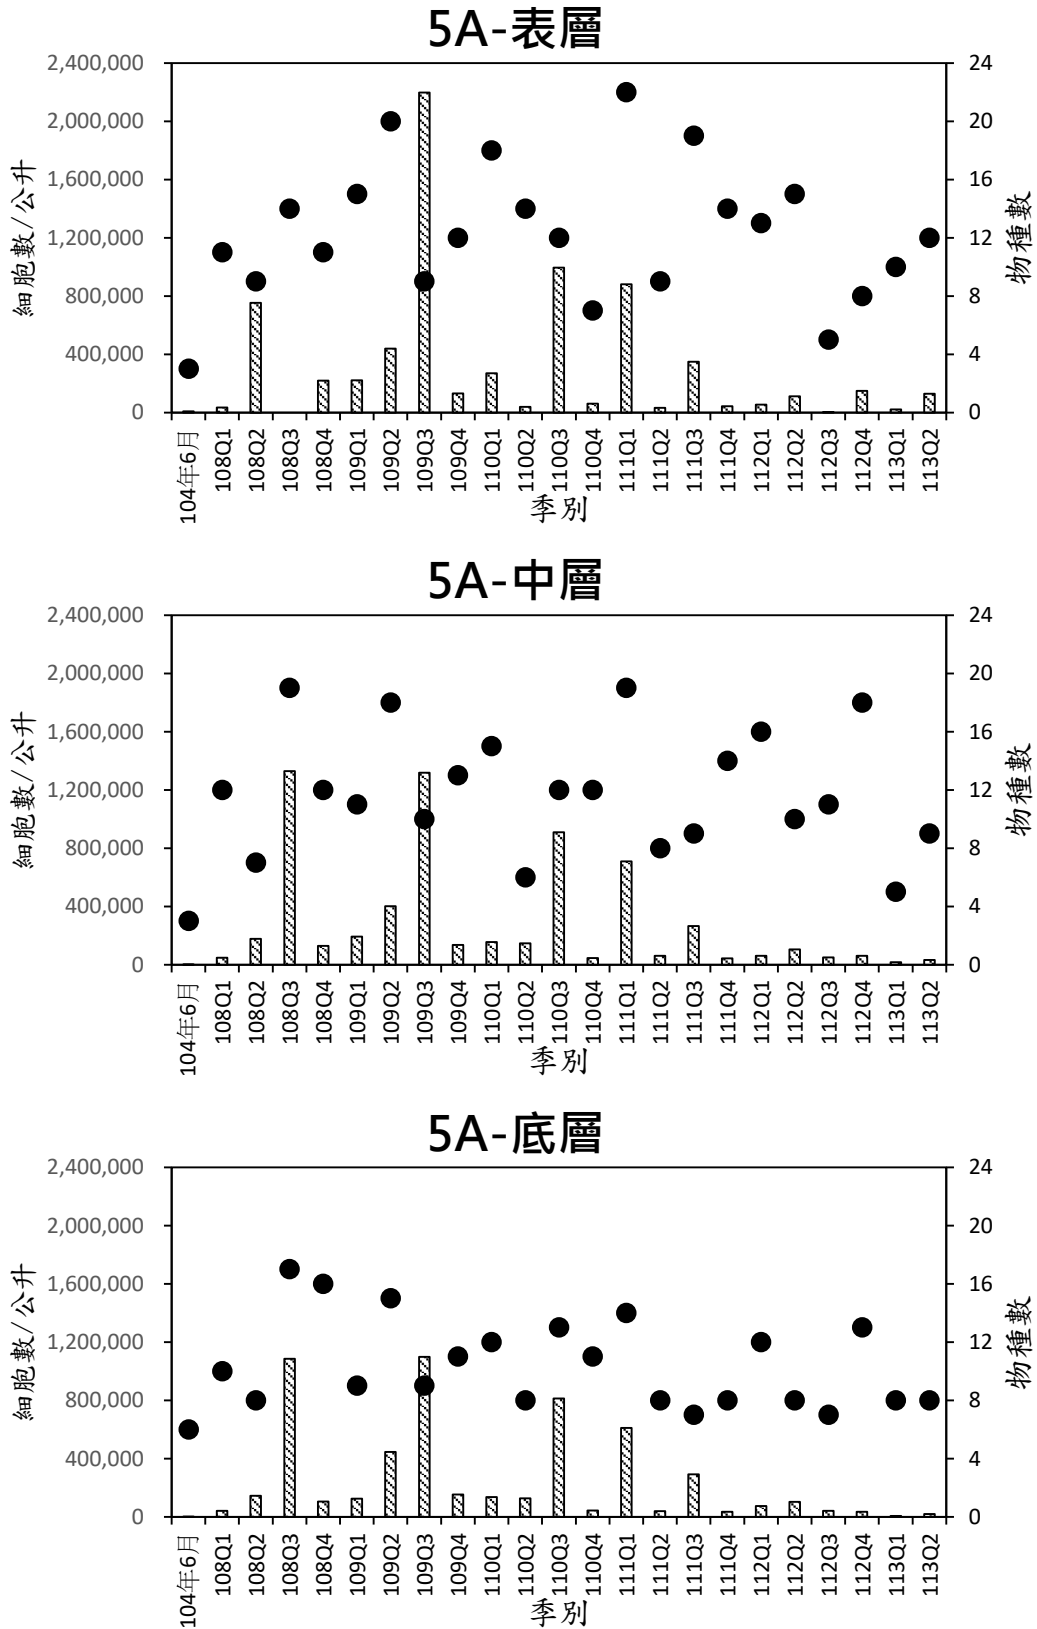 5A-表層
2,400,000
2,000,000
1,600,000
1,200,000
800,000
400,000
0
細胞數/公升
24
20
16
12
8
4
0
物種數
104年6月
108Q1
108Q2
108Q3
108Q4
109Q1
109Q2
109Q3
109Q4
110Q1
110Q2
110Q3
110Q4
111Q1
111Q2
111Q3
111Q4
112Q1
112Q2
112Q3
112Q4
113Q1
113Q2
季別
5A-中層
2,400,000
2,000,000
1,600,000
1,200,000
800,000
400,000
0
細胞數/公升
24
20
16
12
8
4
0
物種數
104年6月
108Q1
108Q2
108Q3
108Q4
109Q1
109Q2
109Q3
109Q4
110Q1
110Q2
110Q3
110Q4
111Q1
111Q2
111Q3
111Q4
112Q1
112Q2
112Q3
112Q4
113Q1
113Q2
季別
5A-底層
2,400,000
2,000,000
1,600,000
1,200,000
800,000
400,000
0
細胞數/公升
24
20
16
12
8
4
0
物種數
104年6月
108Q1
108Q2
108Q3
108Q4
109Q1
109Q2
109Q3
109Q4
110Q1
110Q2
110Q3
110Q4
111Q1
111Q2
111Q3
111Q4
112Q1
112Q2
112Q3
112Q4
113Q1
113Q2
季別